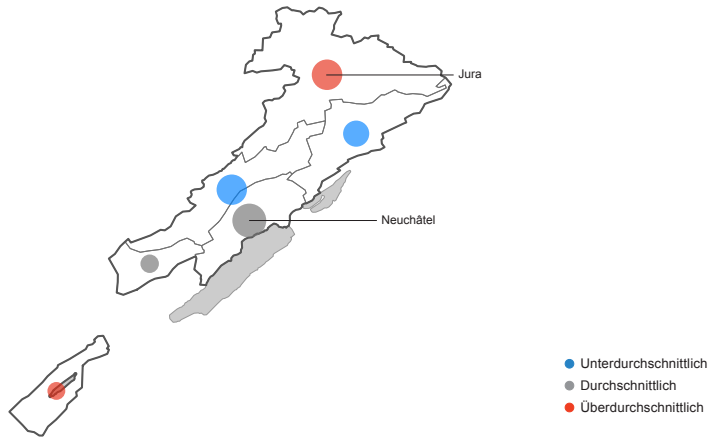 Jura
Neuchâtel
Unterdurchschnittlich
Durchschnittlich
Überdurchschnittlich